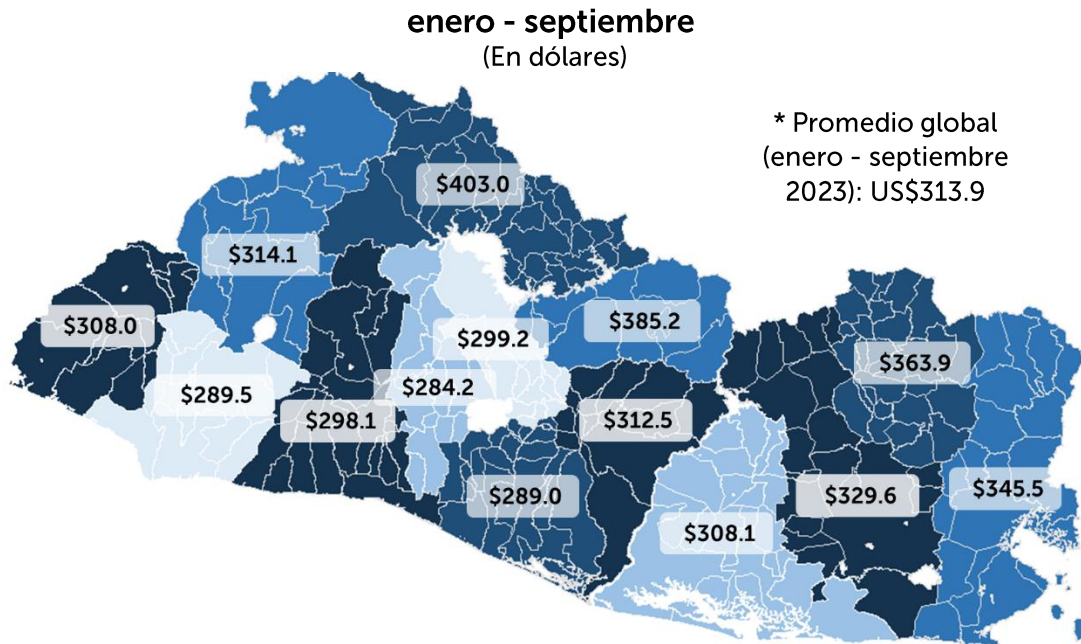 enero - septiembre
(En dólares)
* Promedio global
(enero - septiembre
2023): US$313.9
$403.0
$314.1
$308.0
$385.2
$299.2
$363.9
$284.2
$289.5
$298.1
$312.5
$289.0
$329.6
$345.5
$308.1